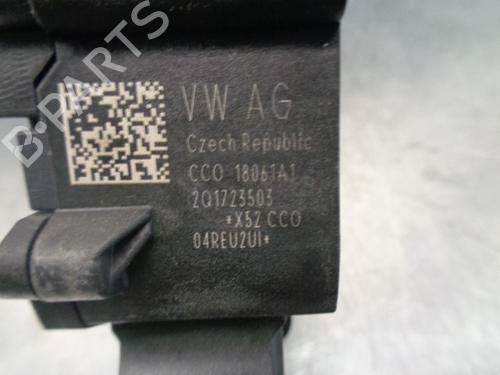 B-PARTS
VW AG
Czech Republic
CCO 18061A1
2Q1723503
*X52 CCO
04REU2UI*